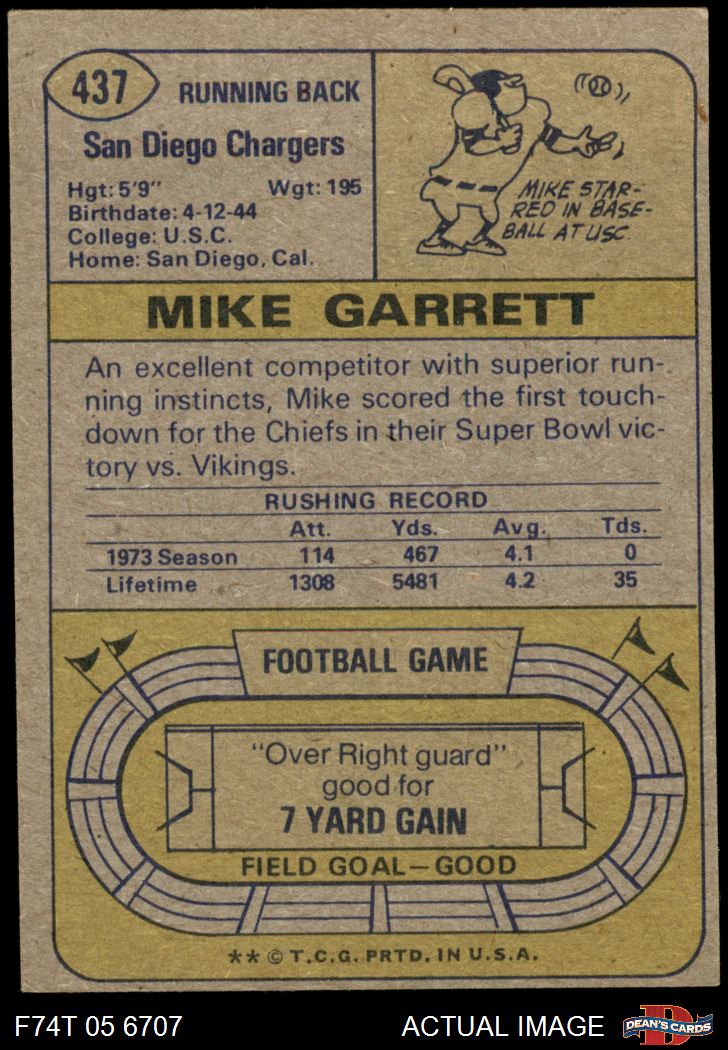 437
RUNNING BACK
San Diego Chargers
Hgt: 5'9" Wgt: 195
Birthdate: 4-12-44
College: U.S.C.
Home: San Diego, Cal.
MIKE STAR-
RED IN BASE-
BALL AT USC.
MIKE GARRETT
An excellent competitor with superior run-
ning instincts, Mike scored the first touch-
down for the Chiefs in their Super Bowl vic-
tory vs. Vikings.
RUSHING RECORD
Att. Yds. Avg. Tds.
1973 Season 114 467 4.1 0
Lifetime 1308 5481 4.2 35
FOOTBALL GAME
"Over Right guard"
good for
7 YARD GAIN
FIELD GOAL—GOOD
** © T.C.G. PRTD. IN U.S.A.
F74T 05 6707 ACTUAL IMAGE
D
DEAN'S CARDS